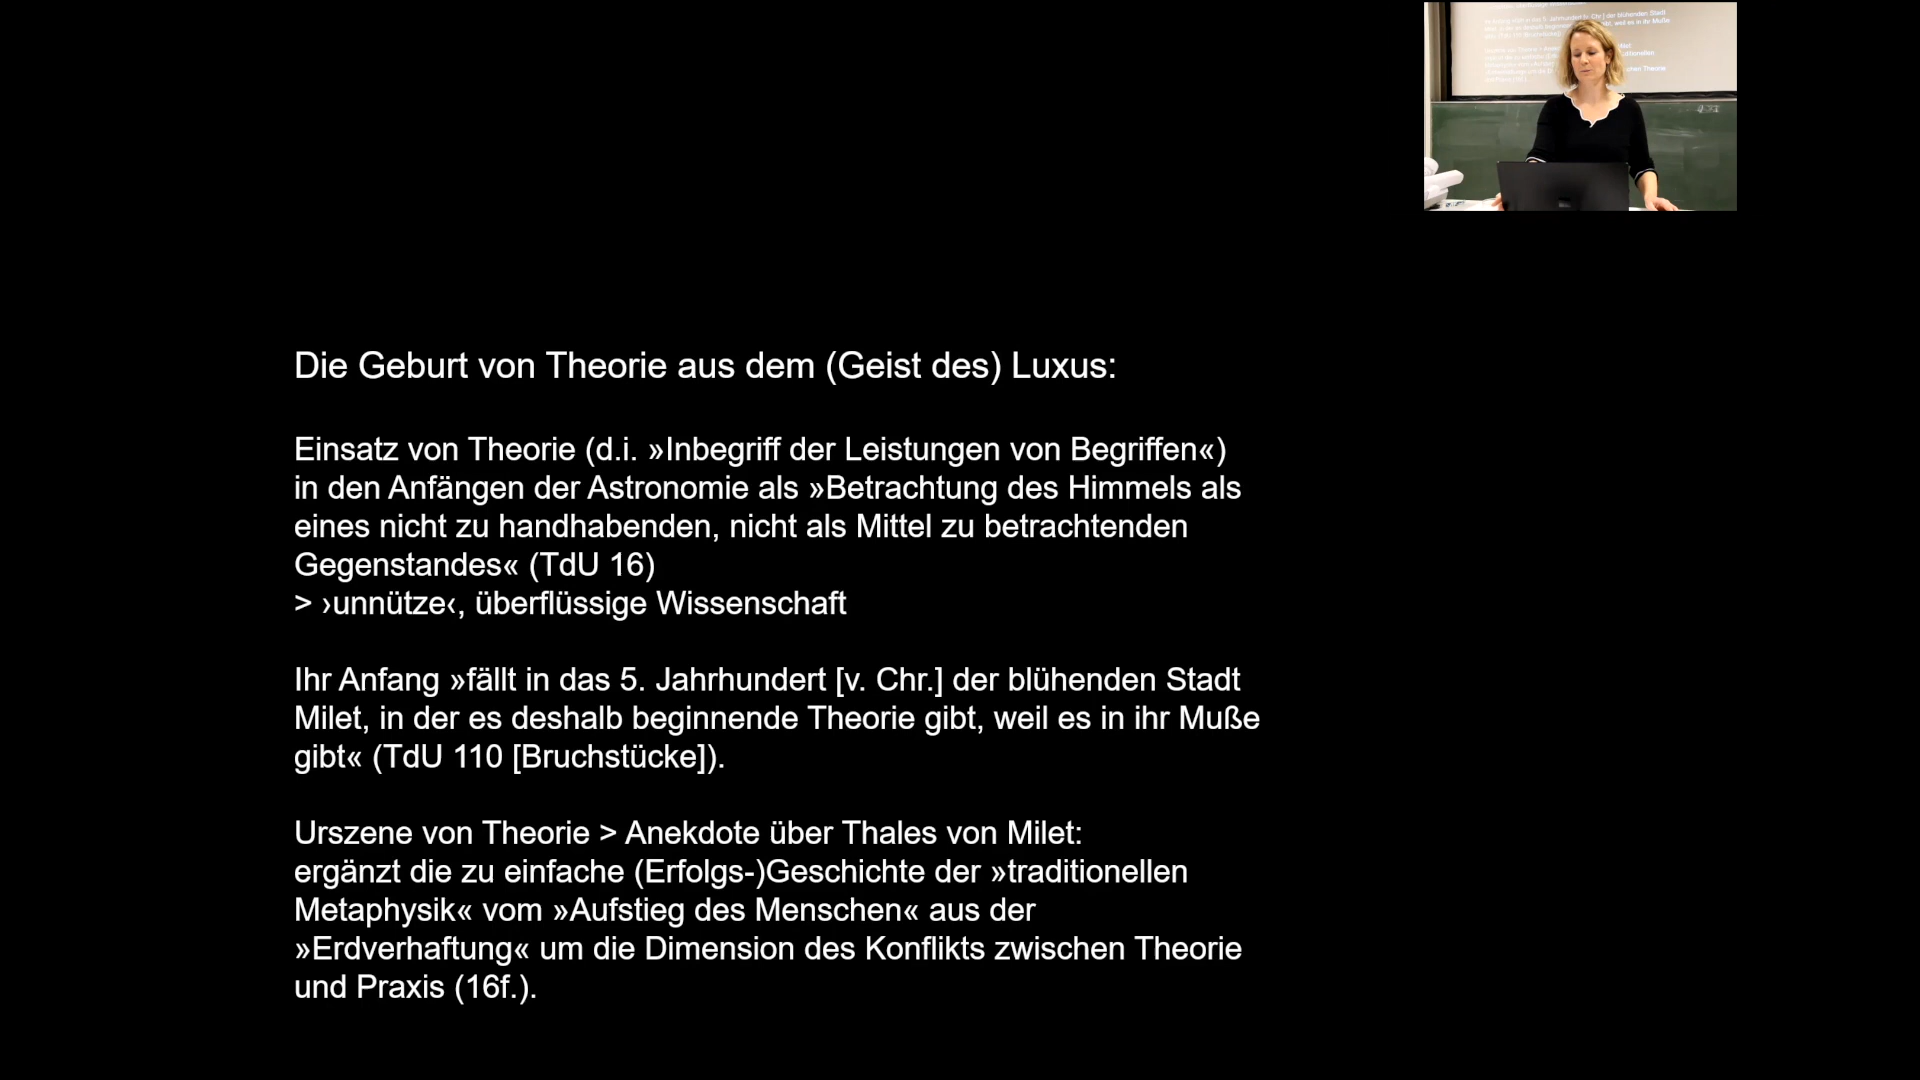 Die Geburt von Theorie aus dem (Geist des) Luxus:
Einsatz von Theorie (d.i. »Inbegriff der Leistungen von Begriffen«)
in den Anfängen der Astronomie als »Betrachtung des Himmels als
eines nicht zu handhabenden, nicht als Mittel zu betrachtenden
Gegenstandes« (TdU 16)
> ›unnütze‹, überflüssige Wissenschaft
Ihr Anfang »fällt in das 5. Jahrhundert [v. Chr.] der blühenden Stadt
Milet, in der es deshalb beginnende Theorie gibt, weil es in ihr Muße
gibt« (TdU 110 [Bruchstücke]).
Urszene von Theorie > Anekdote über Thales von Milet:
ergänzt die zu einfache (Erfolgs-)Geschichte der »traditionellen
Metaphysik« vom »Aufstieg des Menschen« aus der
»Erdverhaftung« um die Dimension des Konflikts zwischen Theorie
und Praxis (16f.).